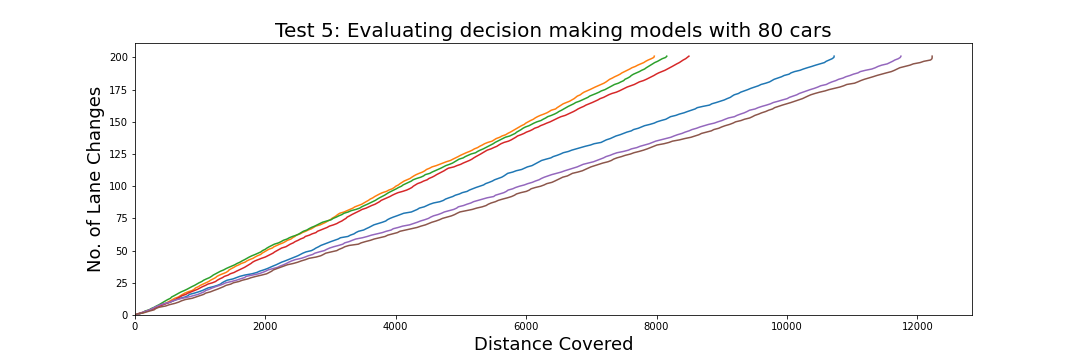 Test 5: Evaluating decision making models with 80 cars
No. of Lane Changes
200
175
150
125
100
75
50
25
0
0 2000 4000 6000 8000 10000 12000
Distance Covered